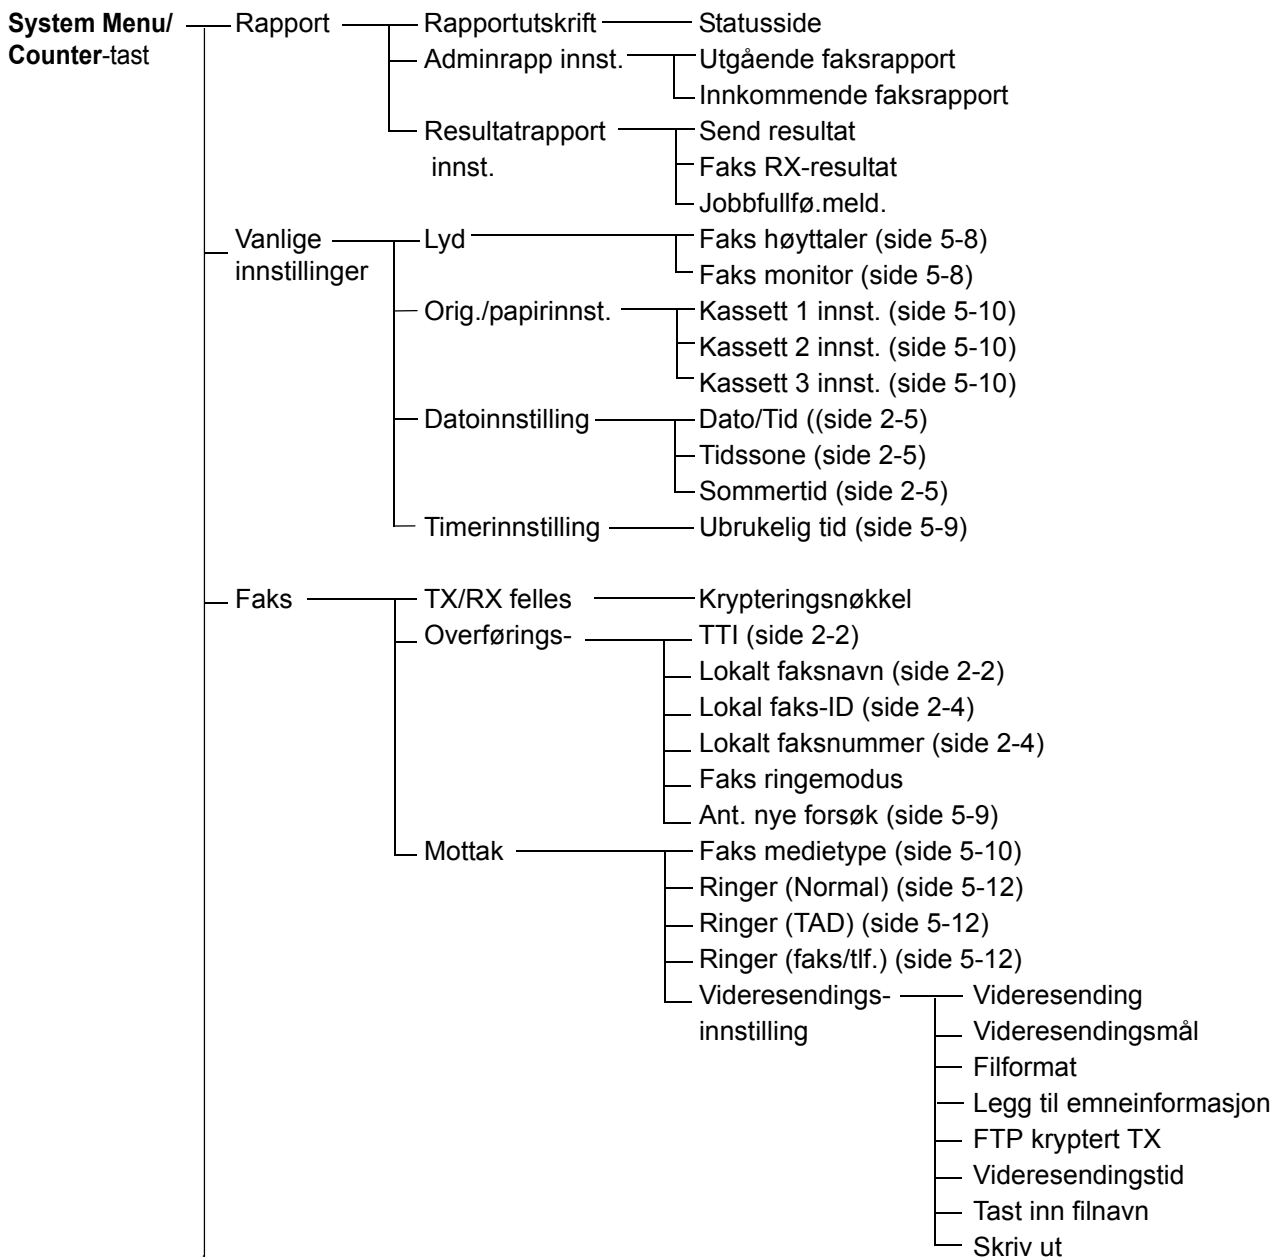 System Menu/ Rapport Rapportutskrift Statusside
Counter-tast Adminrapp innst. Utgående faksrapport
Innkommende faksrapport
Resultatrapport Send resultat
innst. Faks RX-resultat
Jobbfullfø.meld.
Vanlige Lyd Faks høyttaler (side 5-8)
innstillinger Faks monitor (side 5-8)
Orig./papirinnst. Kassett 1 innst. (side 5-10)
Kassett 2 innst. (side 5-10)
Kassett 3 innst. (side 5-10)
Datoinnstilling Dato/Tid ((side 2-5)
Tidssone (side 2-5)
Sommertid (side 2-5)
Timerinnstilling Ubrukelig tid (side 5-9)
Faks TX/RX felles Krypteringsnøkkel
Overførings- TTI (side 2-2)
Lokalt faksnavn (side 2-2)
Lokal faks-ID (side 2-4)
Lokalt faksnummer (side 2-4)
Faks ringemodus
Ant. nye forsøk (side 5-9)
Mottak Faks medietype (side 5-10)
Ringer (Normal) (side 5-12)
Ringer (TAD) (side 5-12)
Ringer (faks/tlf.) (side 5-12)
Videresendings- Videresending
innstilling Videresendingsmål
Filformat
Legg til emneinformasjon
FTP kryptert TX
Videresendingstid
Tast inn filnavn
Skriv ut